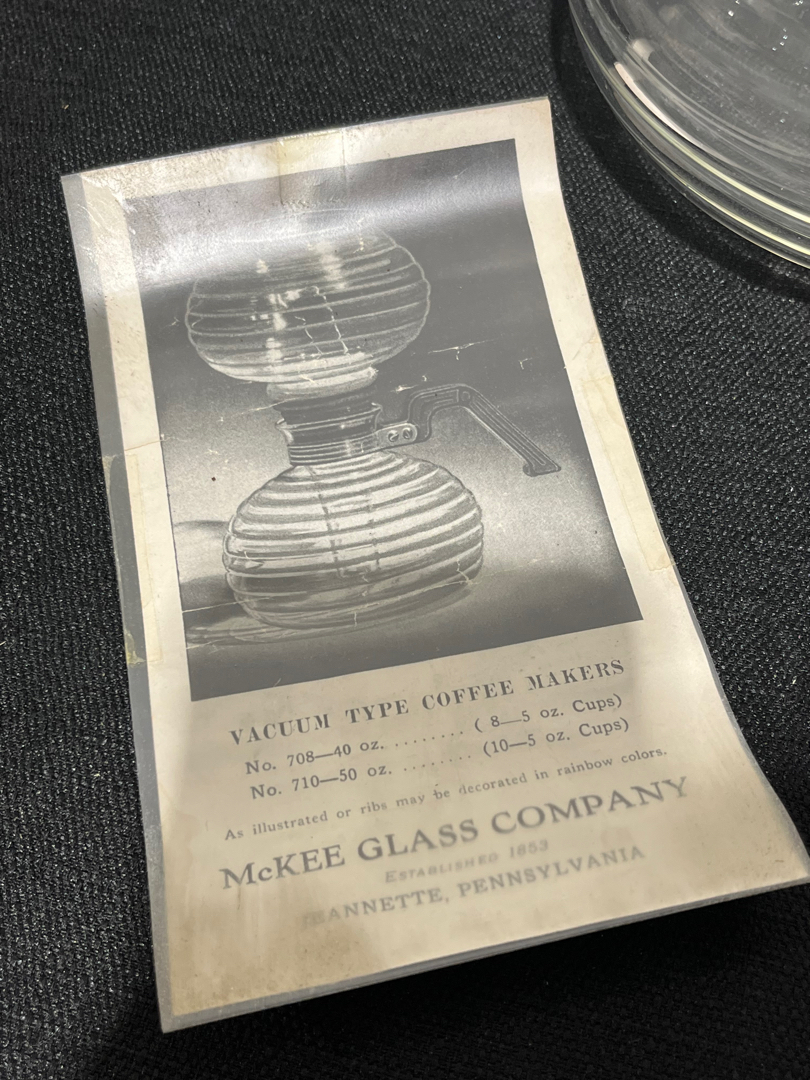 VACUUM TYPE COFFEE MAKERS
No. 708—40 oz. ........ ( 8—5 oz. Cups)
No. 710—50 oz. ........ (10—5 oz. Cups)
As illustrated or ribs may be decorated in rainbow colors.
McKEE GLASS COMPANY
ESTABLISHED 1853
JEANNETTE, PENNSYLVANIA